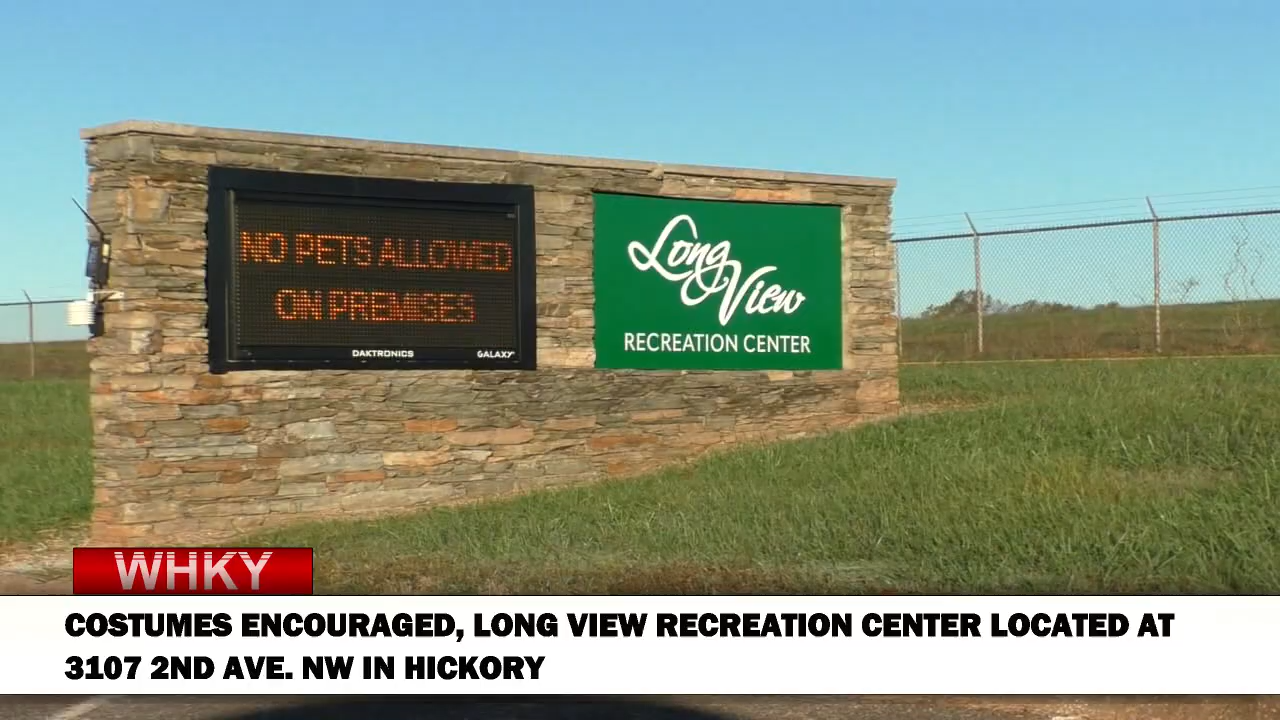 NO PETS ALLOWED
ON PREMISES
DAKTRONICS GALAXY
Long View
RECREATION CENTER
WHKY
COSTUMES ENCOURAGED, LONG VIEW RECREATION CENTER LOCATED AT
3107 2ND AVE. NW IN HICKORY